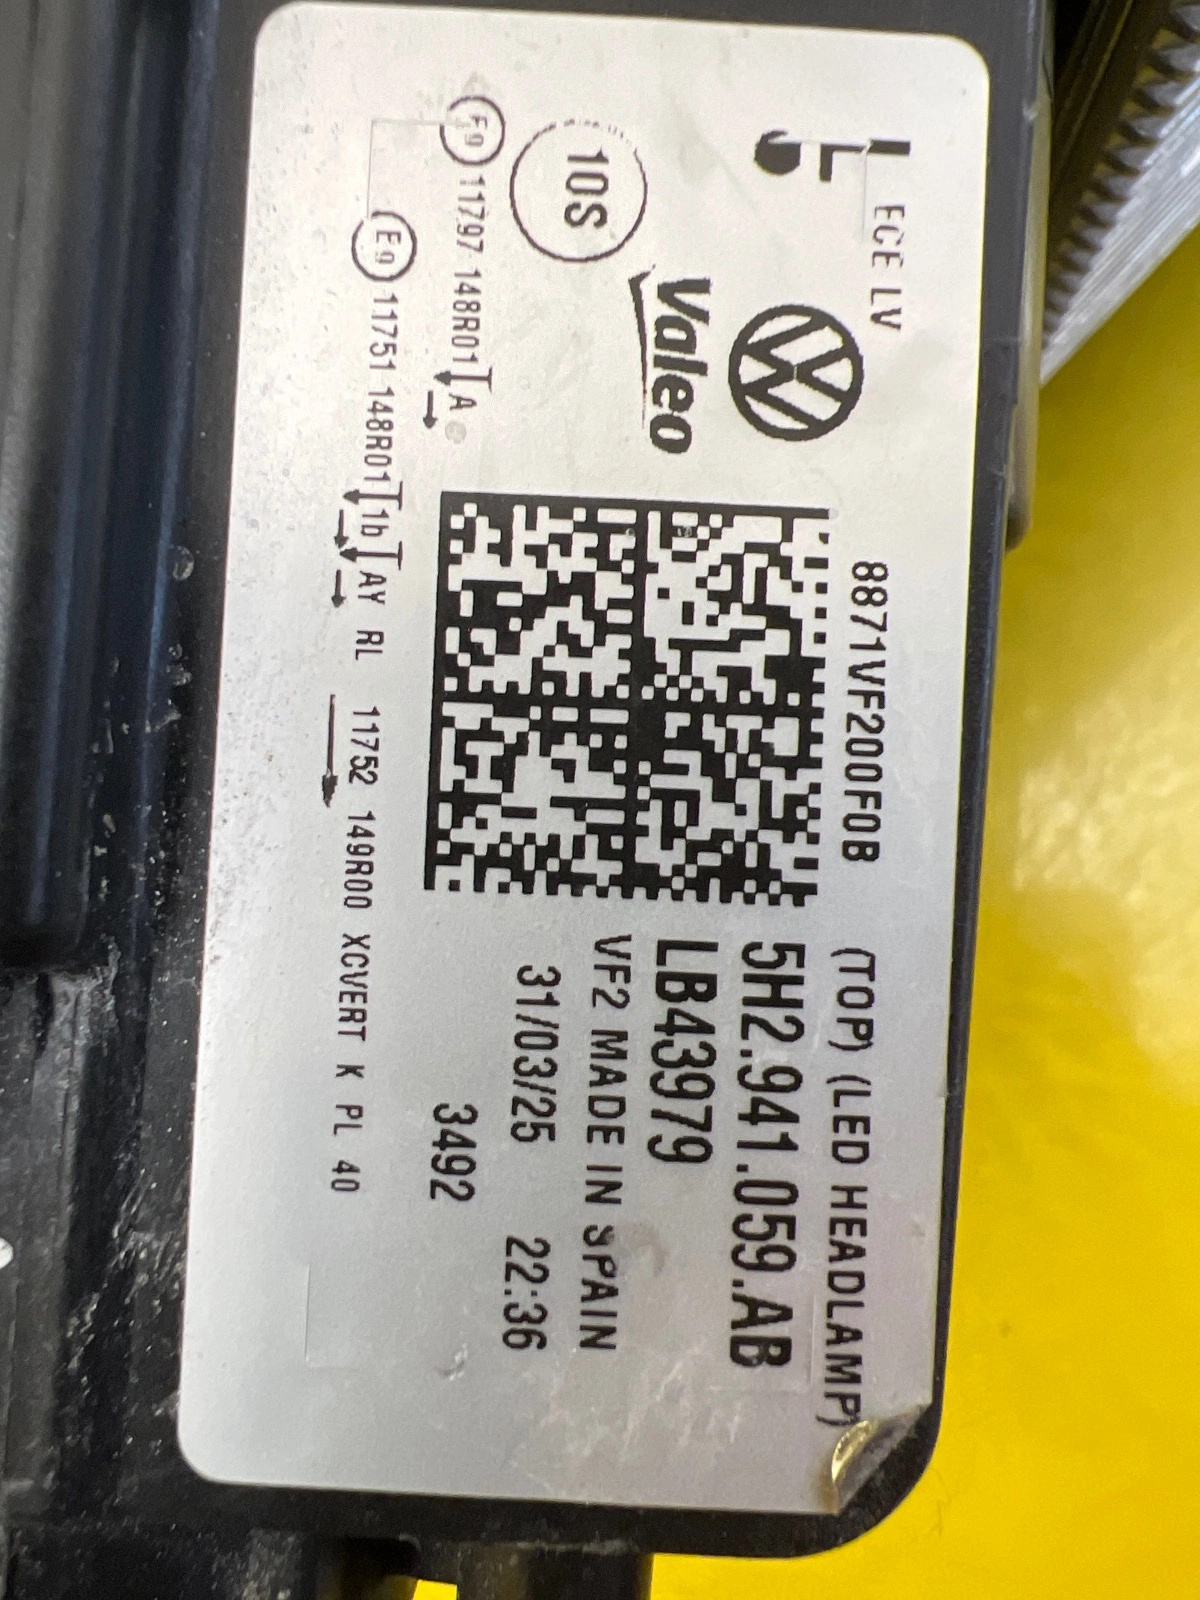 L ECE LV
8871VF200F0B
(TOP) (LED HEADLAMP)
L
5H2.941.059.AB
Valeo
LB43979
10S
VF2 MADE IN SPAIN
31/03/25 22:36
E9 11797 148R01 A
3492
E9 11751 148R01 1b AY RL 11752 149R00 XCVERT K PL 40